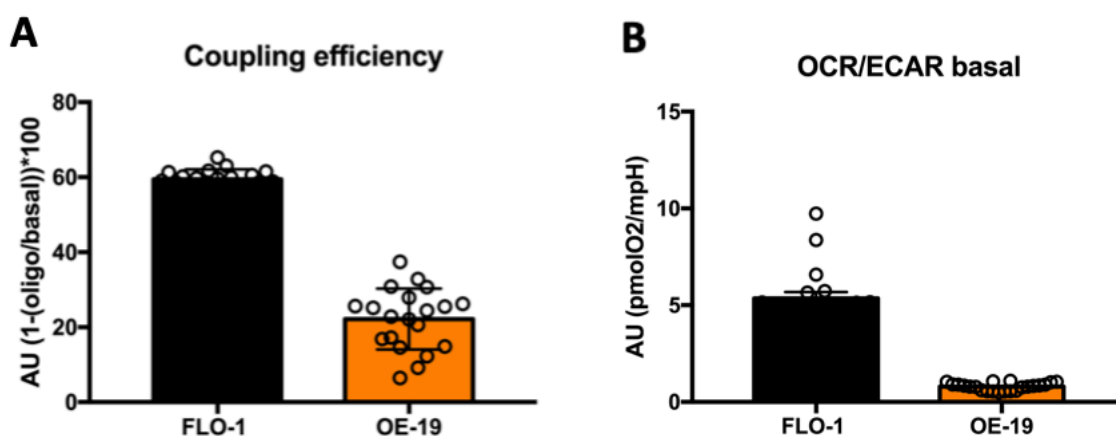 A
Coupling efficiency
AU (1-(oligo/basal))*100
80
60
40
20
0
FLO-1
OE-19
B
OCR/ECAR basal
AU (pmolO2/mpH)
15
10
5
0
FLO-1
OE-19